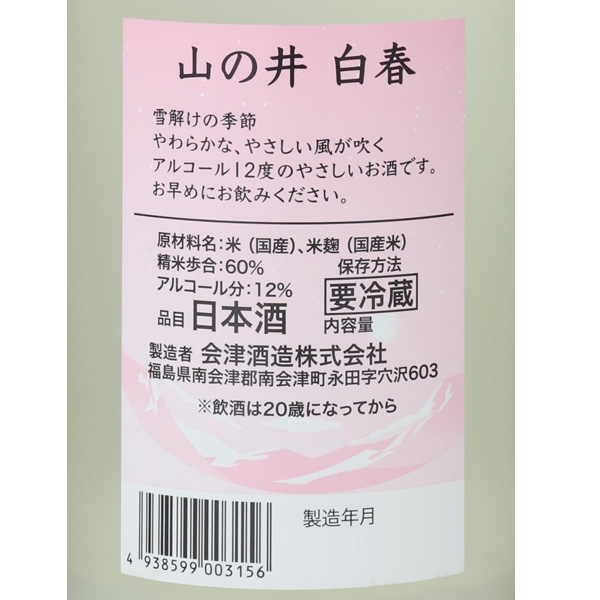 山の井 白春
雪解けの季節
やわらかな、やさしい風が吹く
アルコール12度のやさしいお酒です。
お早めにお飲みください。
原材料名：米（国産）、米麹（国産米）
精米歩合：60%　保存方法
アルコール分：12%　要冷蔵
品目 日本酒　内容量
製造者 会津酒造株式会社
福島県南会津郡南会津町永田字穴沢603
※飲酒は20歳になってから
製造年月
4 938599 003156